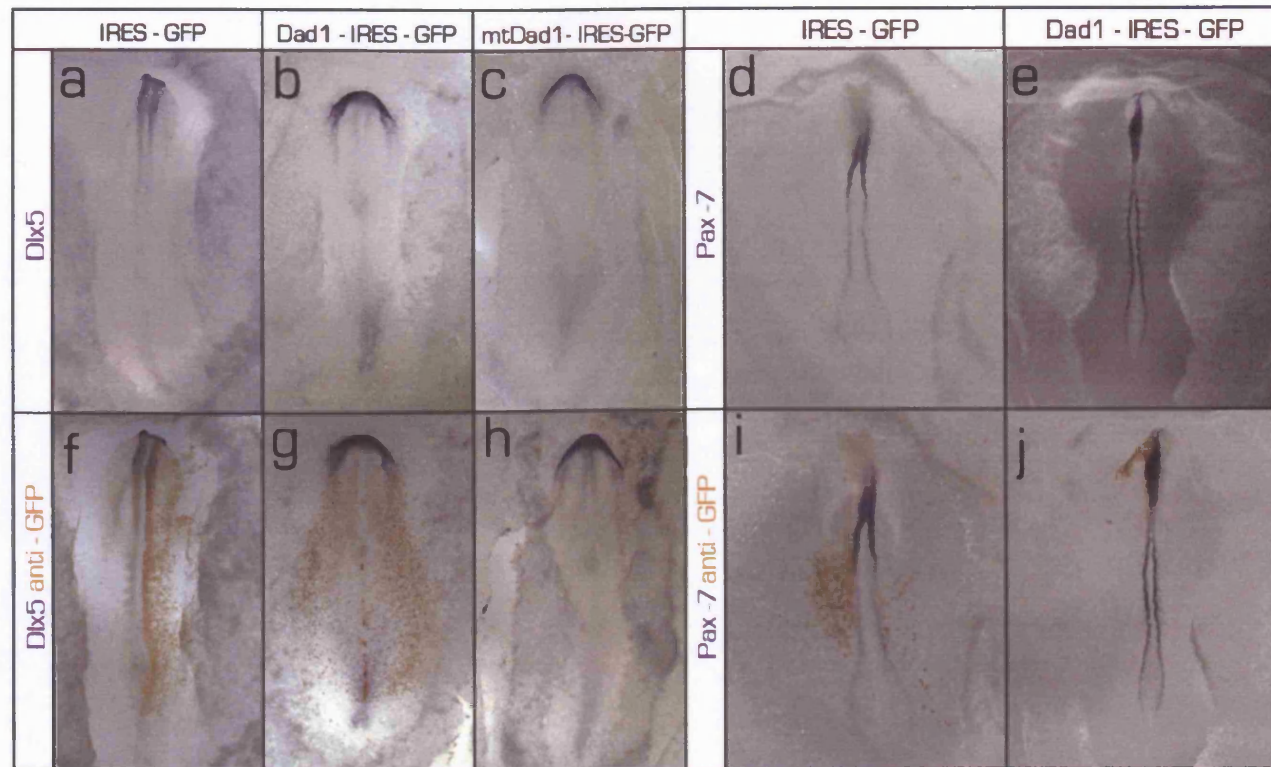 IRES - GFP
Dad1 - IRES - GFP
mtDad1- IRES-GFP
IRES - GFP
Dad1 - IRES - GFP
Dlx5
a
b
c
Pax -7
d
e
Dlx5 anti - GFP
f
g
h
Pax -7 anti - GFP
i
j